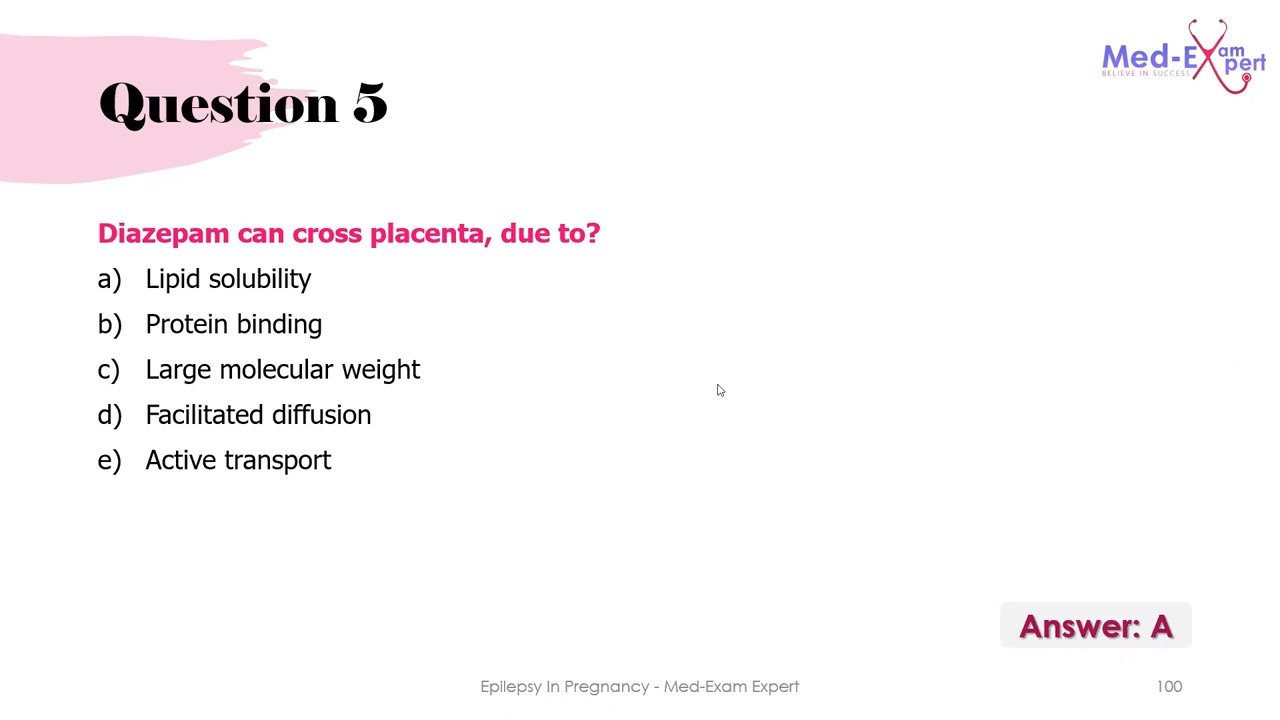 Med-Exam Expert
BELIEVE IN SUCCESS
Question 5
Diazepam can cross placenta, due to?
a) Lipid solubility
b) Protein binding
c) Large molecular weight
d) Facilitated diffusion
e) Active transport
Answer: A
Epilepsy In Pregnancy - Med-Exam Expert
100